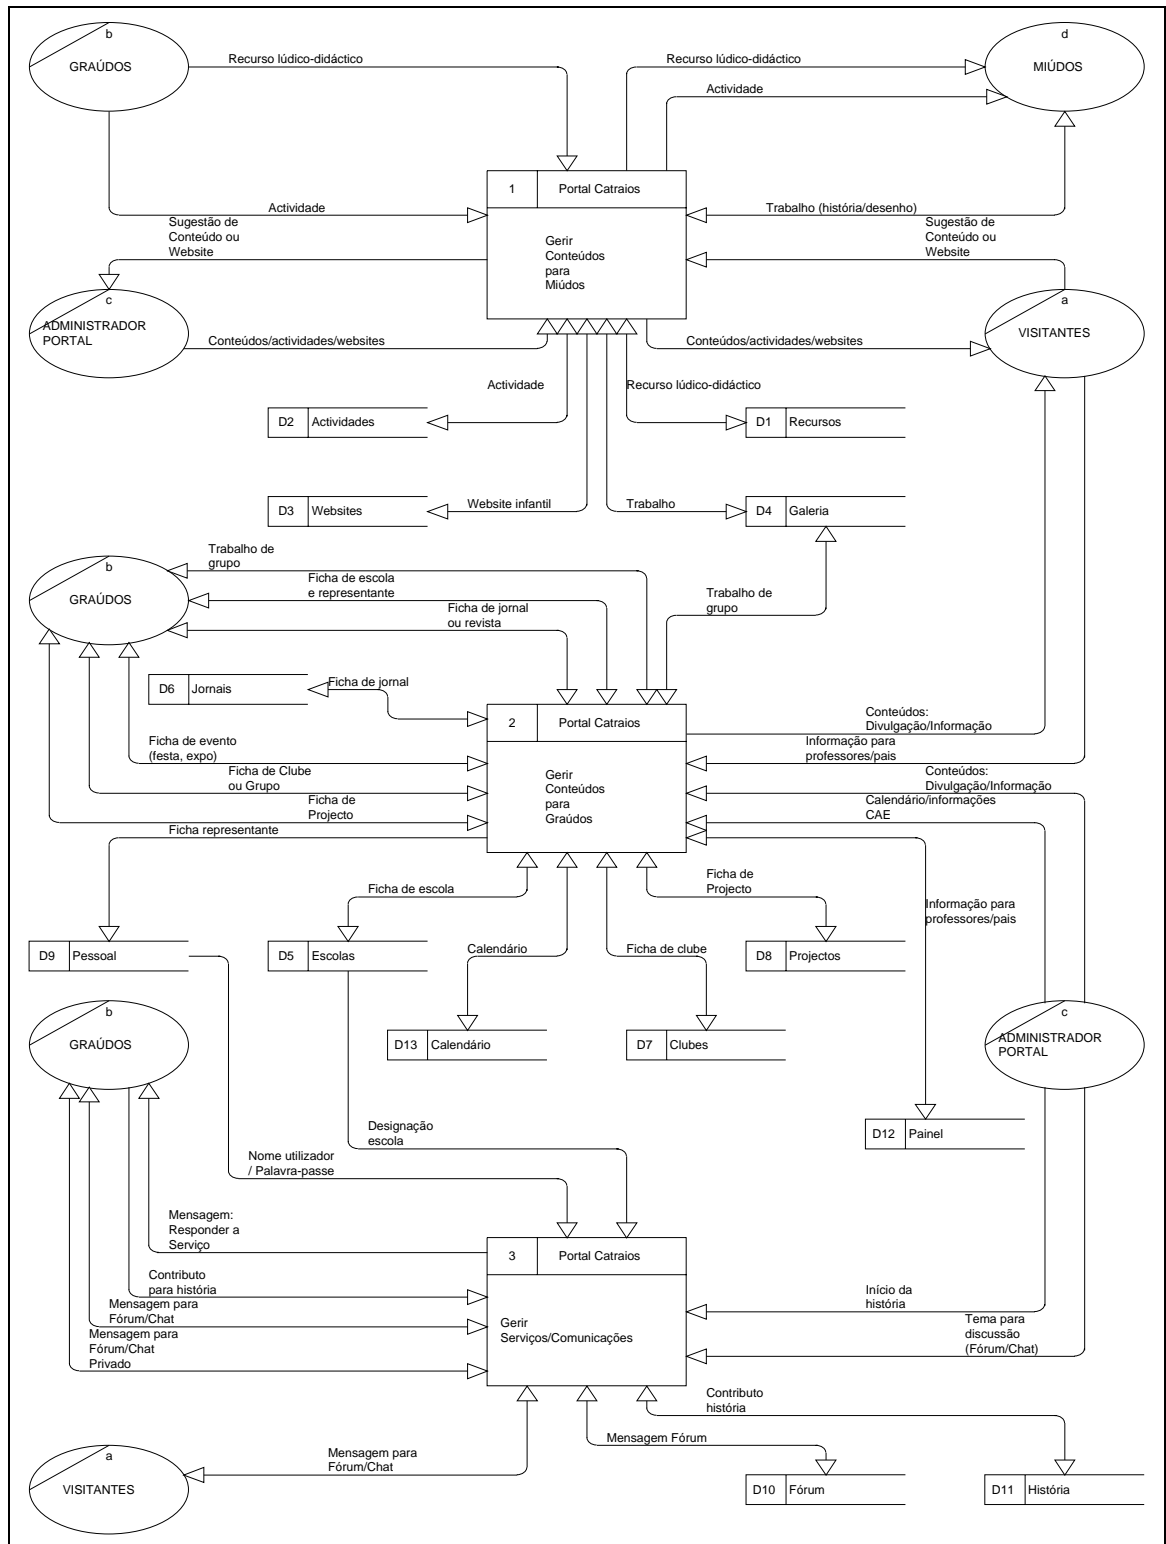 b
GRAÚDOS
Recurso lúdico-didáctico
Recurso lúdico-didáctico
Actividade
d
MIÚDOS
1
Portal Catraios
Gerir
Conteúdos
para
Miúdos
Actividade
Trabalho (história/desenho)
Sugestão de
Conteúdo ou
Website
Sugestão de
Conteúdo ou
Website
c
ADMINISTRADOR
PORTAL
a
VISITANTES
Conteúdos/actividades/websites
Conteúdos/actividades/websites
Actividade
Recurso lúdico-didáctico
D2 Actividades
D1 Recursos
D3 Websites
Website infantil
Trabalho
D4 Galeria
b
GRAÚDOS
Trabalho de
grupo
Ficha de escola
e representante
Ficha de jornal
ou revista
Trabalho de
grupo
D6 Jornais
Ficha de jornal
2
Portal Catraios
Gerir
Conteúdos
para
Graúdos
Conteúdos:
Divulgação/Informação
Ficha de evento
(festa, expo)
Informação para
professores/pais
Ficha de Clube
ou Grupo
Conteúdos:
Divulgação/Informação
Ficha de
Projecto
Calendário/informações
CAE
Ficha representante
Ficha de escola
Ficha de
Projecto
Informação para
professores/pais
D9 Pessoal
D5 Escolas
Calendário
Ficha de clube
D8 Projectos
b
GRAÚDOS
D13 Calendário
D7 Clubes
c
ADMINISTRADOR
PORTAL
Designação
escola
D12 Painel
Nome utilizador
/ Palavra-passe
Mensagem:
Responder a
Serviço
3
Portal Catraios
Gerir
Serviços/Comunicações
Contributo
para história
Início da
história
Mensagem para
Fórum/Chat
Tema para
discussão
(Fórum/Chat)
Mensagem para
Fórum/Chat
Privado
Contributo
história
Mensagem Fórum
Mensagem para
Fórum/Chat
a
VISITANTES
D10 Fórum
D11 História